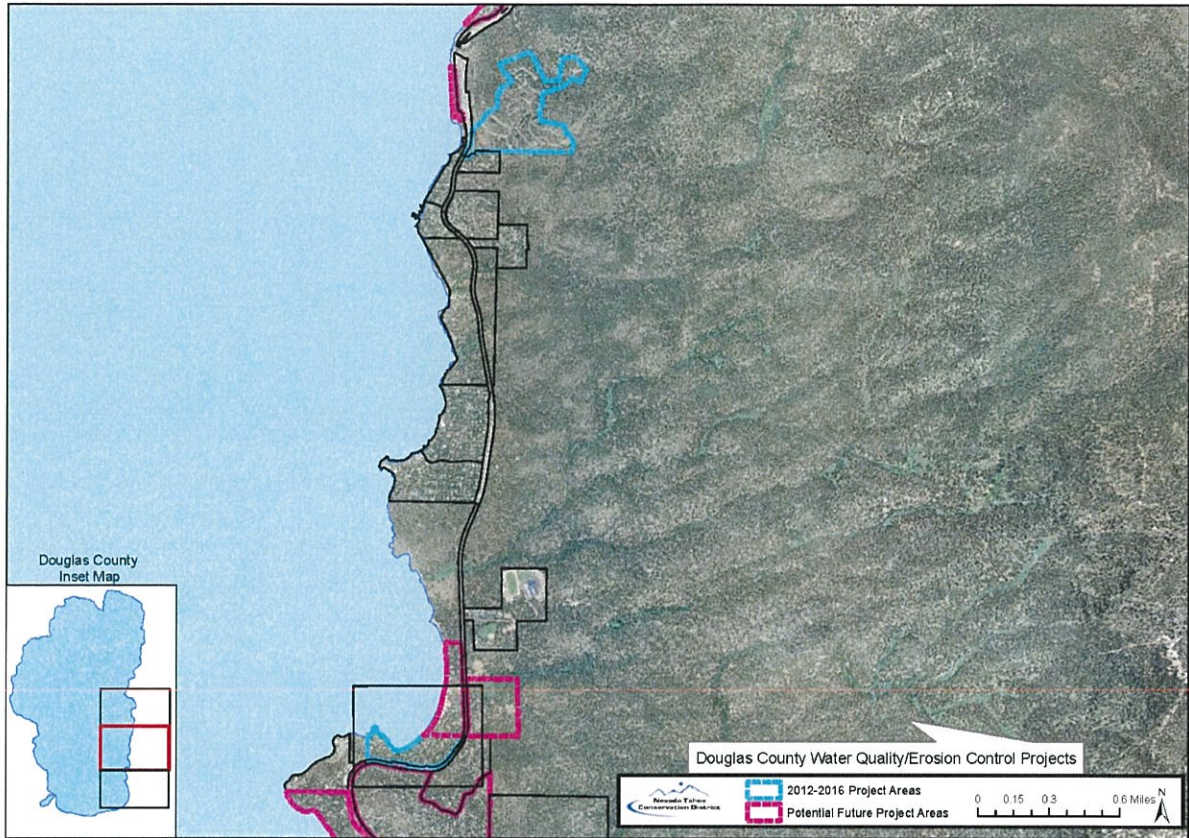 Douglas County
Inset Map
Douglas County Water Quality/Erosion Control Projects
Nevada Tahoe
Conservation District
2012-2016 Project Areas
Potential Future Project Areas
0 0.15 0.3 0.6 Miles
N